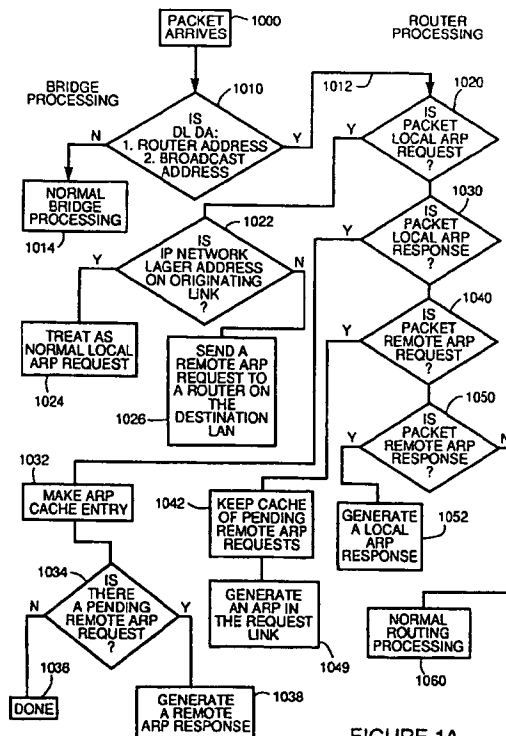 PACKET
ARRIVES
1000
ROUTER
PROCESSING
BRIDGE
PROCESSING
1010
IS
DL DA:
1. ROUTER ADDRESS
2. BROADCAST
ADDRESS
N
Y
1012
1020
IS
PACKET
LOCAL ARP
REQUEST
?
Y
NORMAL
BRIDGE
PROCESSING
1014
1022
IS
IP NETWORK
LAGER ADDRESS
ON ORIGINATING
LINK
?
Y
N
1030
IS
PACKET
LOCAL ARP
RESPONSE
?
Y
TREAT AS
NORMAL LOCAL
ARP REQUEST
1024
SEND A
REMOTE ARP
REQUEST TO
A ROUTER ON
THE
DESTINATION
LAN
1026
1040
IS
PACKET
REMOTE ARP
REQUEST
?
Y
1050
IS
PACKET
REMOTE ARP
RESPONSE
?
Y
N
1032
MAKE ARP
CACHE ENTRY
1042
KEEP CACHE
OF PENDING
REMOTE ARP
REQUESTS
GENERATE
A LOCAL
ARP
RESPONSE
1052
1034
IS
THERE
A PENDING
REMOTE ARP
REQUEST
?
N
Y
GENERATE
AN ARP IN
THE REQUEST
LINK
1049
NORMAL
ROUTING
PROCESSING
1060
1036
DONE
GENERATE
A REMOTE
ARP RESPONSE
1038
FIGURE 1A